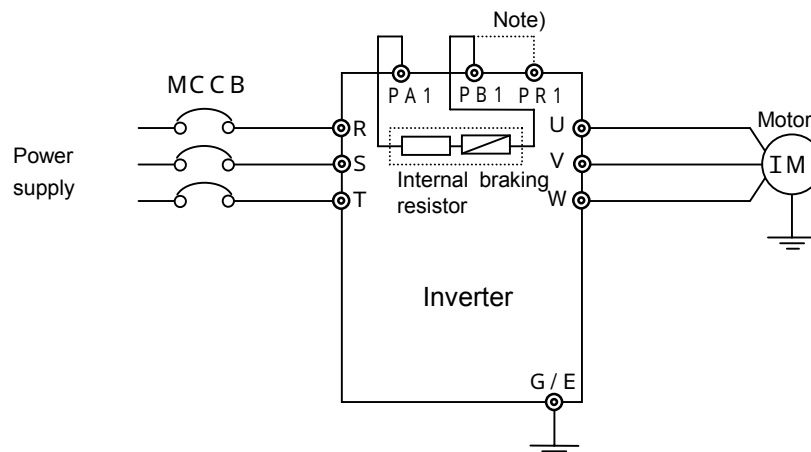 Note)
MCCB
PA1 PB1 PR1
R
S
T
U
V
W
Motor
IM
Power
supply
Internal braking
resistor
Inverter
G/E